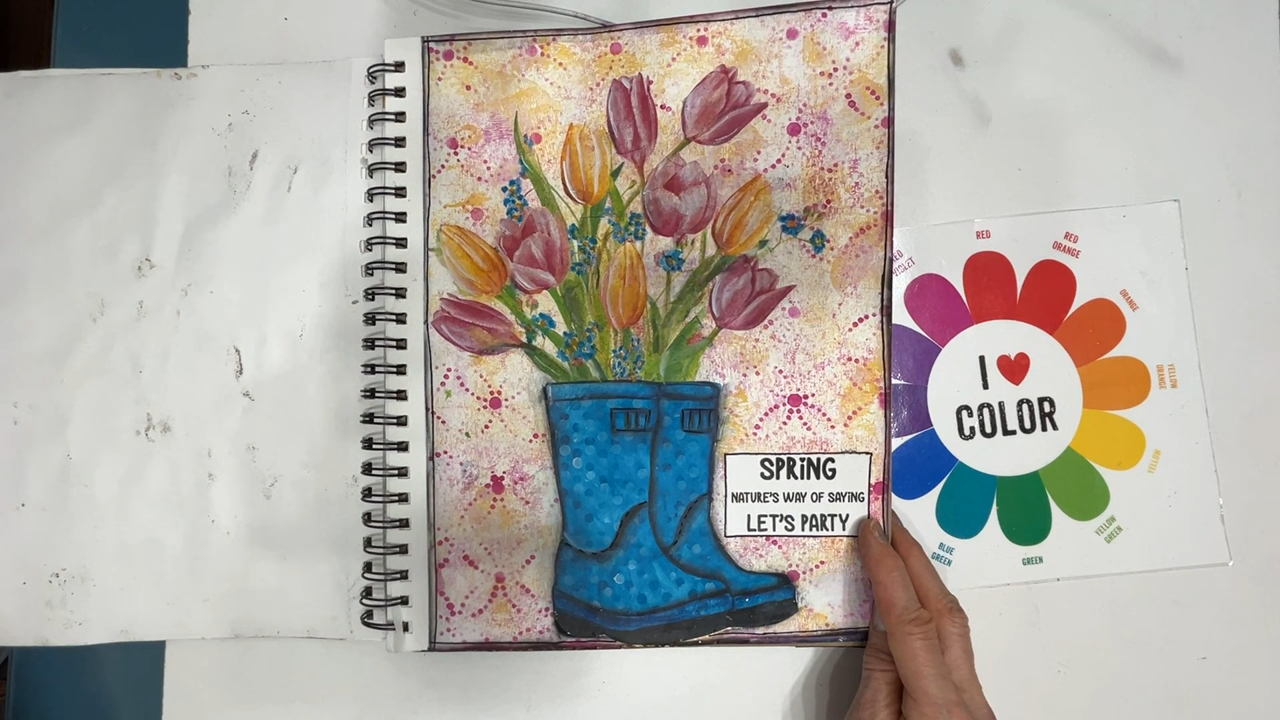 SPRiNG
NATURE'S WAY OF SAYING
LET'S PARTY
I ♥
COLOR
RED
RED
ORANGE
ORANGE
YELLOW
ORANGE
YELLOW
YELLOW
GREEN
GREEN
BLUE
GREEN
VIOLET